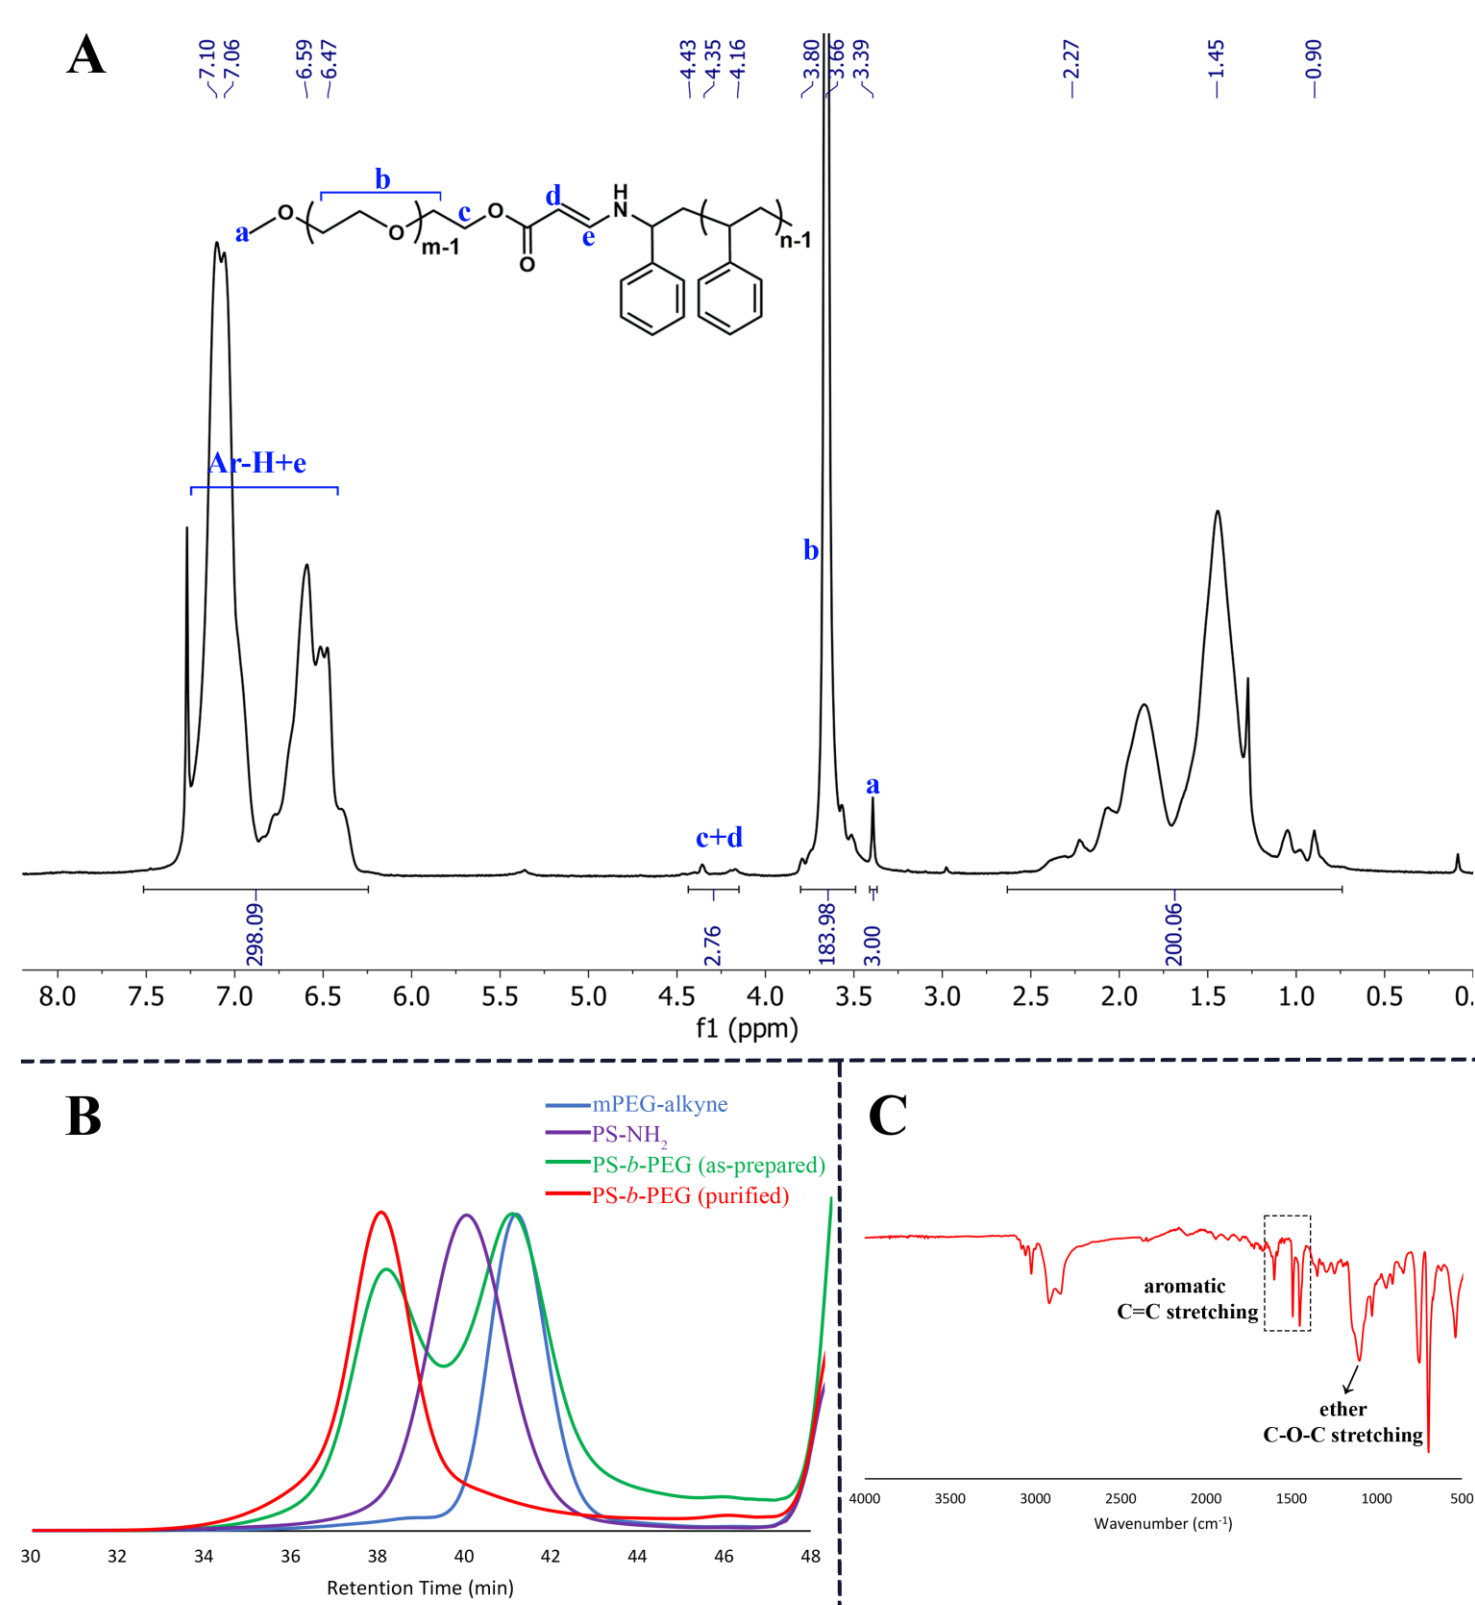 A
7.10
7.06
6.59
6.47
4.43
4.35
4.16
3.80
3.66
3.39
2.27
1.45
0.90
b
a
O
O
m-1
c
O
O
d
e
H
N
n-1
Ar-H+e
b
a
c+d
298.09
2.76
183.98
3.00
200.06
8.0 7.5 7.0 6.5 6.0 5.5 5.0 4.5 4.0 3.5 3.0 2.5 2.0 1.5 1.0 0.5 0.
f1 (ppm)
B
mPEG-alkyne
PS-NH2
PS-b-PEG (as-prepared)
PS-b-PEG (purified)
30 32 34 36 38 40 42 44 46 48
Retention Time (min)
C
aromatic
C=C stretching
ether
C-O-C stretching
4000 3500 3000 2500 2000 1500 1000 500
Wavenumber (cm-1)